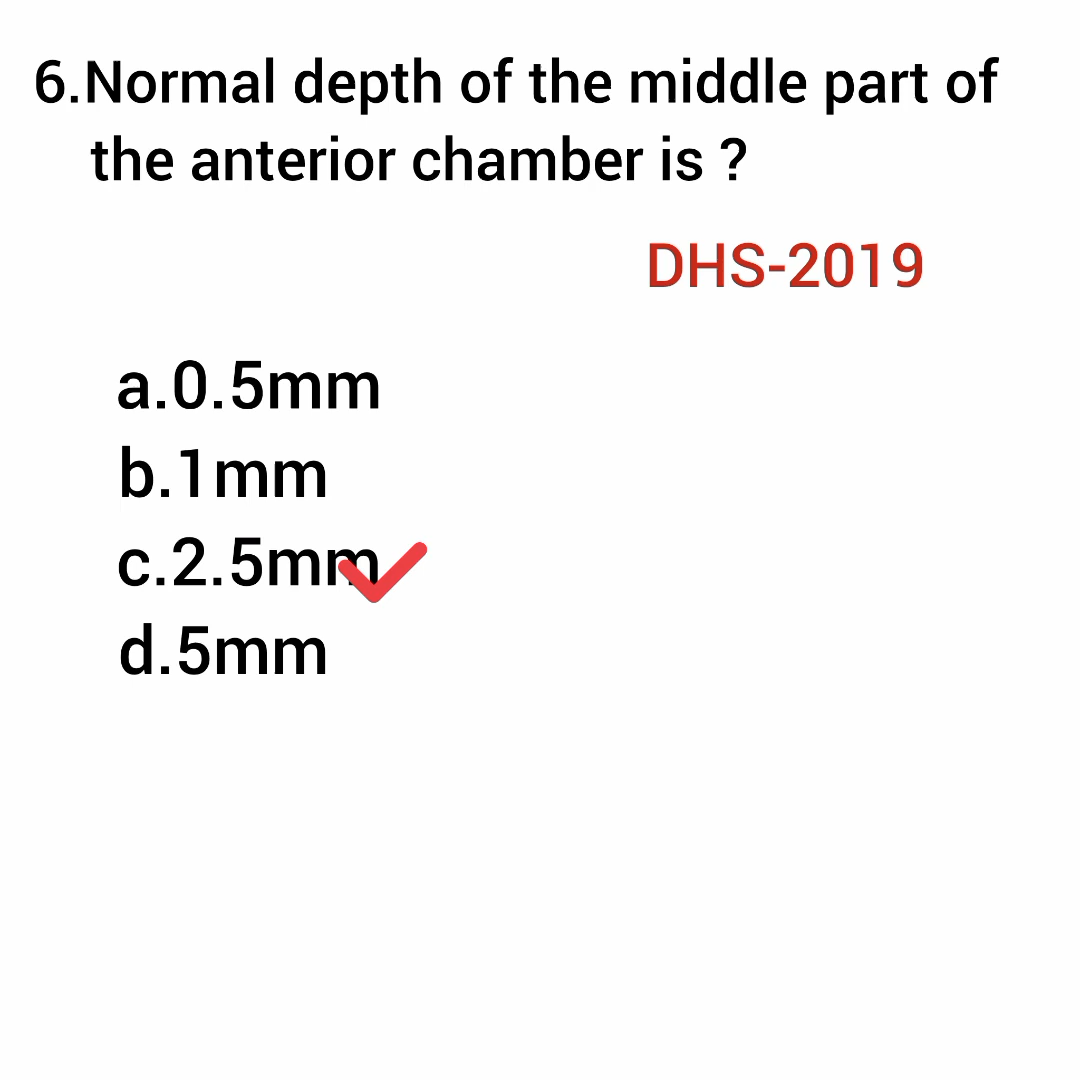 6.Normal depth of the middle part of
the anterior chamber is ?
DHS-2019
a.0.5mm
b.1mm
c.2.5mm
d.5mm